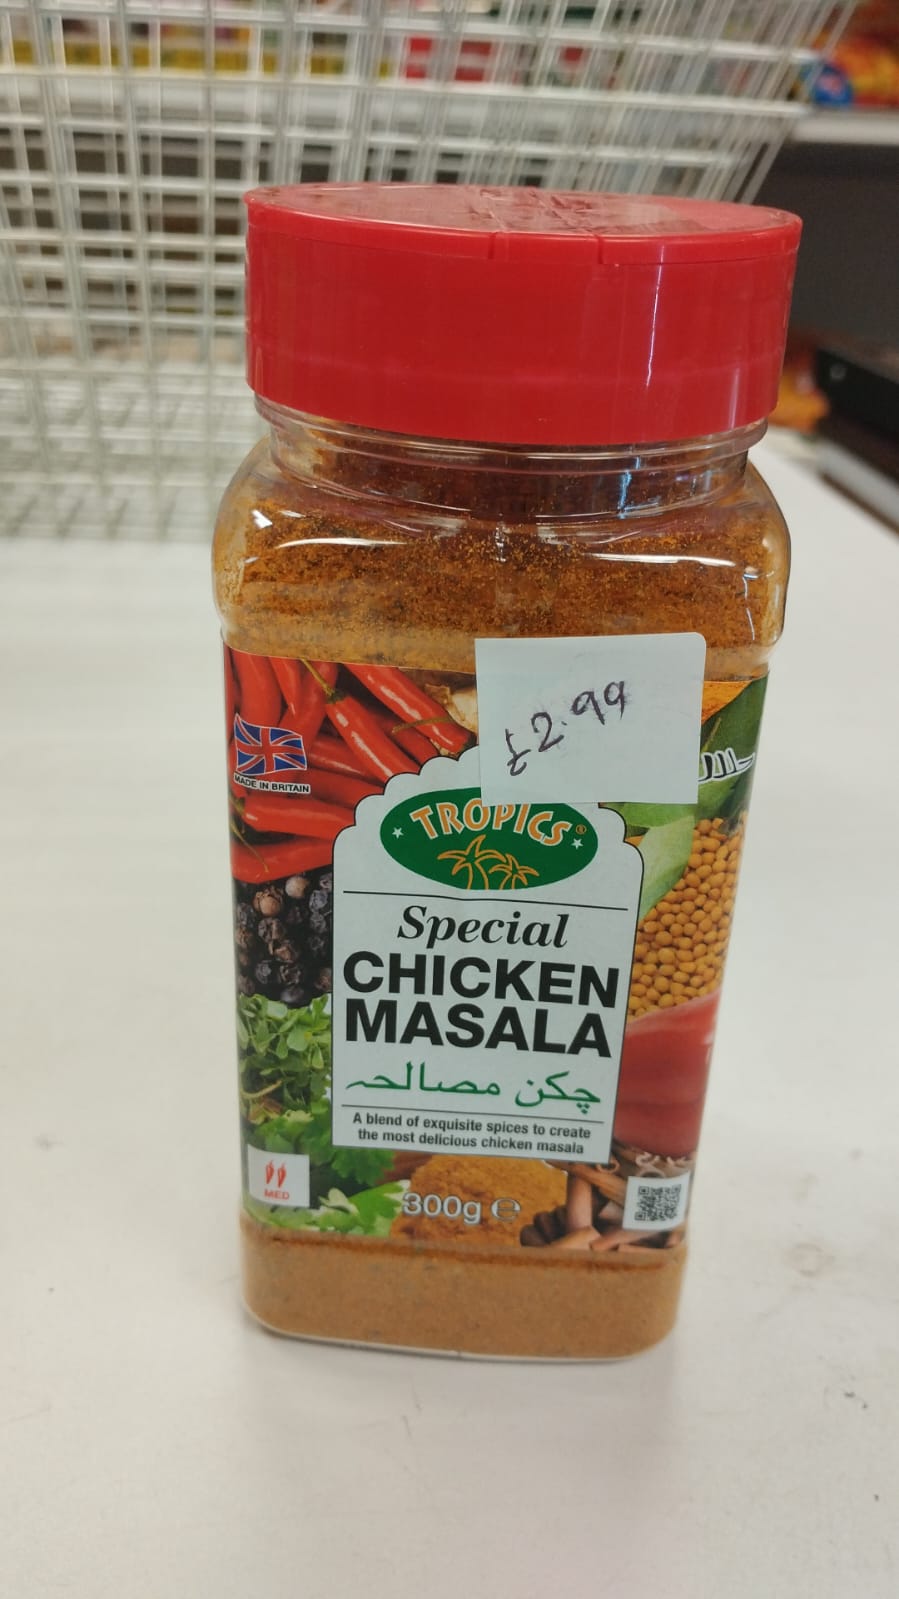 £2.99
MADE IN BRITAIN
TROPICS®
Special
CHICKEN
MASALA
چکن مصالحہ
A blend of exquisite spices to create
the most delicious chicken masala
MED
300g ℮